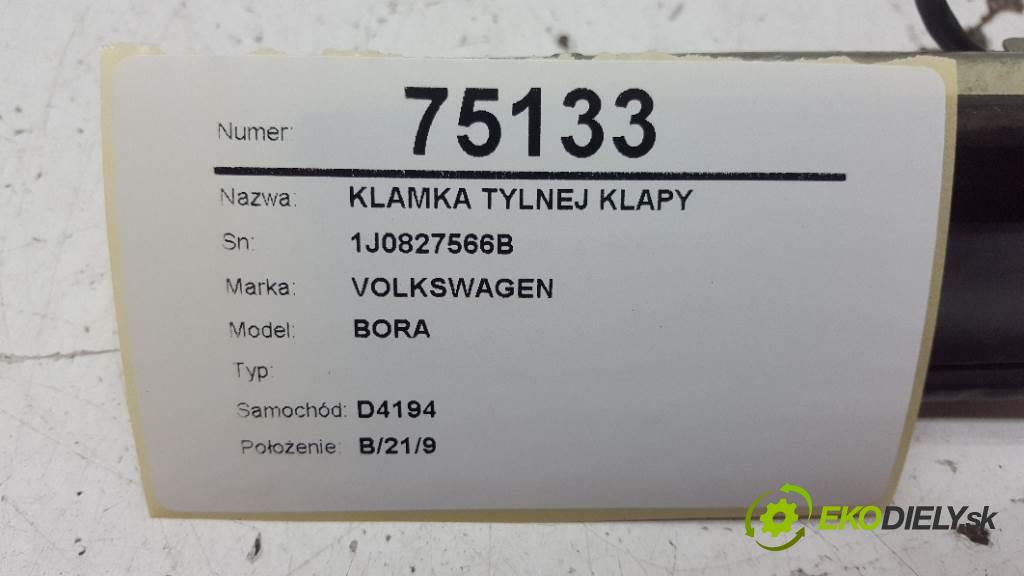 Numer: 75133
Nazwa: KLAMKA TYLNEJ KLAPY
Sn: 1J0827566B
Marka: VOLKSWAGEN
Model: BORA
Typ:
Samochód: D4194
Położenie: B/21/9
EKODIELY.sk